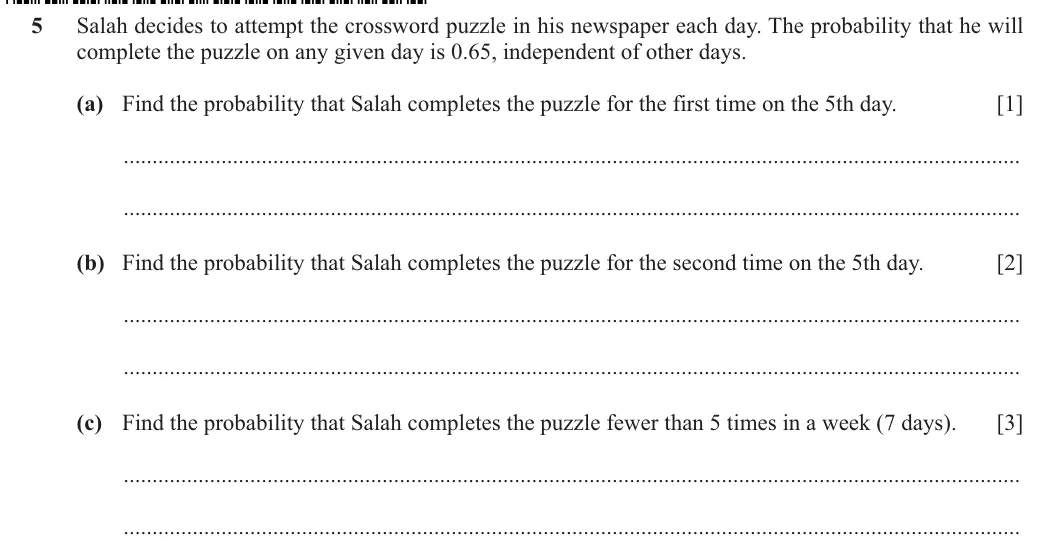 5 Salah decides to attempt the crossword puzzle in his newspaper each day. The probability that he will
complete the puzzle on any given day is 0.65, independent of other days.
(a) Find the probability that Salah completes the puzzle for the first time on the 5th day. [1]
(b) Find the probability that Salah completes the puzzle for the second time on the 5th day. [2]
(c) Find the probability that Salah completes the puzzle fewer than 5 times in a week (7 days). [3]